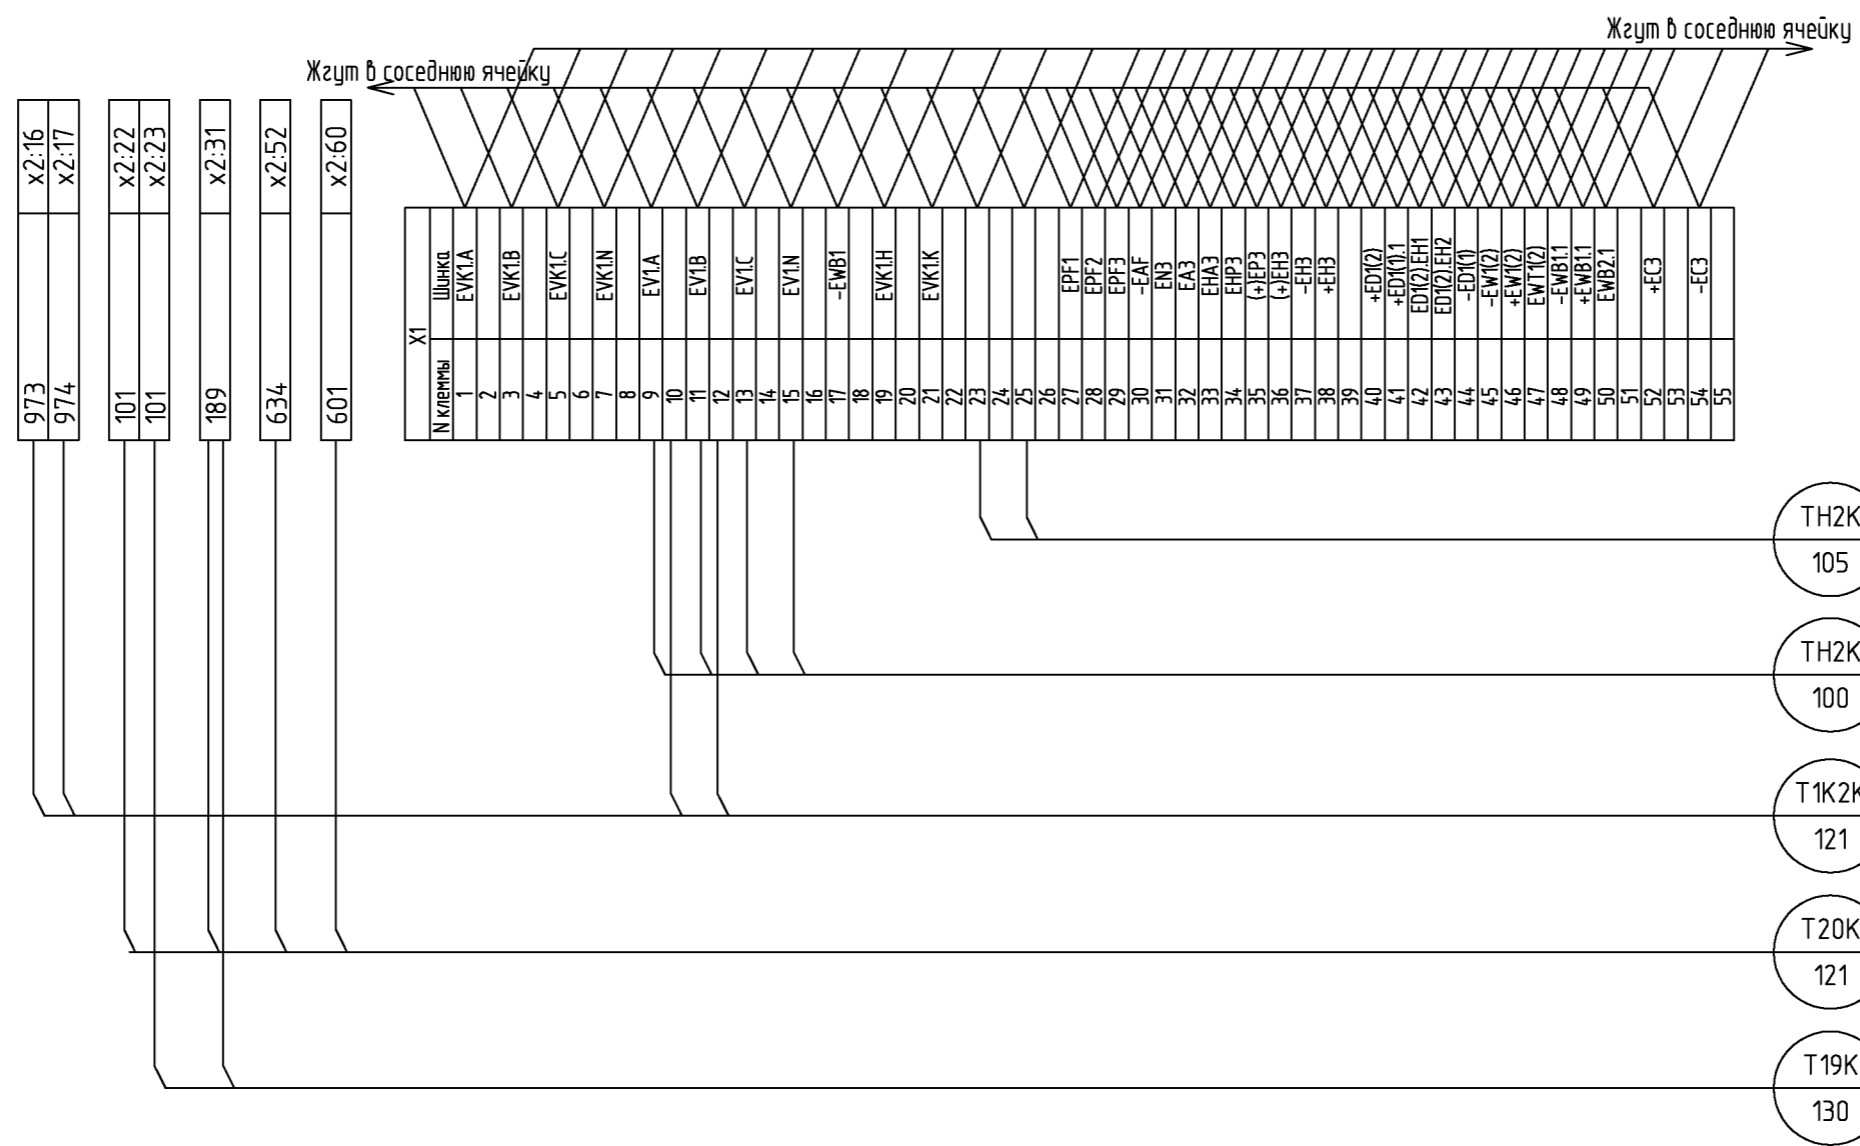 Жгут в соседнюю ячейку
Жгут в соседнюю ячейку
x2:16
x2:17
x2:22
x2:23
x2:31
x2:52
x2:60
973
974
101
101
189
634
601
X1
Шинка
EVK1.A
EVK1.B
EVK1.C
EVK1.N
EV1.A
EV1.B
EV1.C
EV1.N
-EWB1
EVK1.H
EVK1.K
EPF1
EPF2
EPF3
-EAF
EN3
EA3
EHA3
EHP3
(+)EP3
(+)EH3
-EH3
+EH3
+ED1(2)
+ED1(1).1
ED1(2).EH1
ED1(2).EH2
-ED1(1)
-EW1(2)
+EW1(2)
EWT1(2)
-EWB1.1
+EWB1.1
EWB2.1
+EC3
-EC3
N клеммы
1
2
3
4
5
6
7
8
9
10
11
12
13
14
15
16
17
18
19
20
21
22
23
24
25
26
27
28
29
30
31
32
33
34
35
36
37
38
39
40
41
42
43
44
45
46
47
48
49
50
51
52
53
54
55
TH2K
105
TH2K
100
T1K2K
121
T20K
121
T19K
130